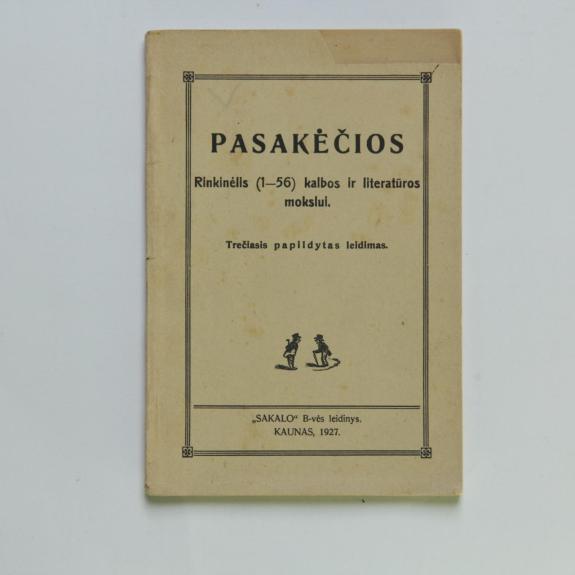 PASAKĖČIOS
Rinkinėlis (1—56) kalbos ir literatūros
mokslui.
Trečiasis papildytas leidimas.
„SAKALO“ B-vės leidinys.
KAUNAS, 1927.